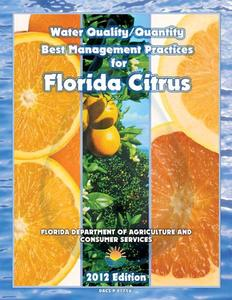 Water Quality/Quantity
Best Management Practices
for
Florida Citrus
FLORIDA DEPARTMENT OF AGRICULTURE AND
CONSUMER SERVICES
2012 Edition